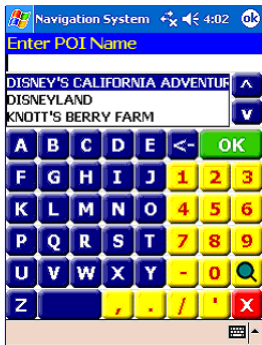 Navigation System 4:02 ok
Enter POI Name
DISNEY'S CALIFORNIA ADVENTUR
DISNEYLAND
KNOTT'S BERRY FARM
A B C D E <- OK
F G H I J 1 2 3
K L M N O 4 5 6
P Q R S T 7 8 9
U V W X Y - 0
Z , . / ' X